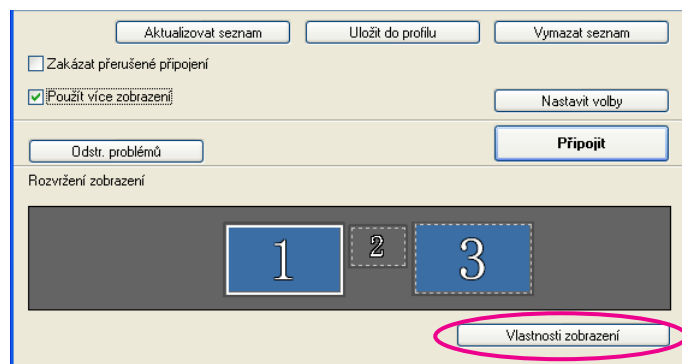 Aktualizovat seznam Uložit do profilu Vymazat seznam
Zakázat přerušené připojení
Použít více zobrazení
Nastavit volby
Odstr. problémů
Připojit
Rozvržení zobrazení
1 2 3
Vlastnosti zobrazení